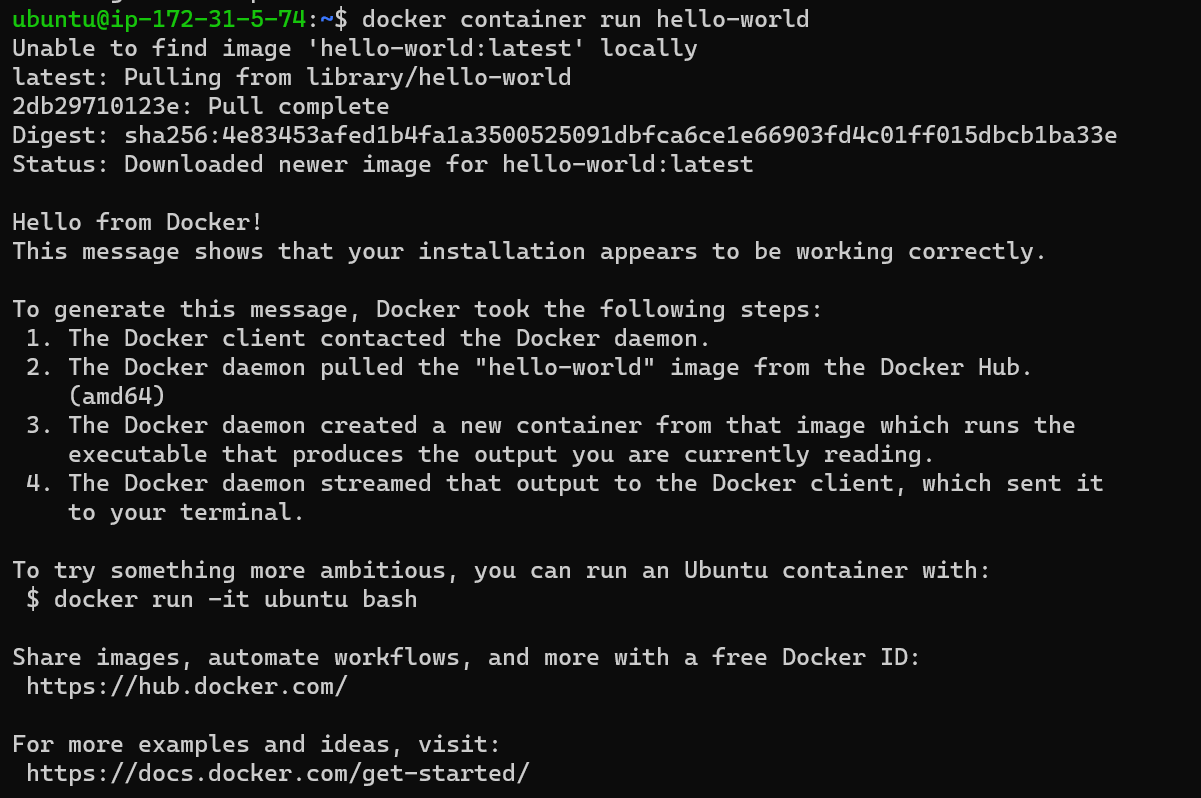 ubuntu@ip-172-31-5-74:~$ docker container run hello-world
Unable to find image 'hello-world:latest' locally
latest: Pulling from library/hello-world
2db29710123e: Pull complete
Digest: sha256:4e83453afed1b4fa1a3500525091dbfca6ce1e66903fd4c01ff015dbcb1ba33e
Status: Downloaded newer image for hello-world:latest

Hello from Docker!
This message shows that your installation appears to be working correctly.

To generate this message, Docker took the following steps:
 1. The Docker client contacted the Docker daemon.
 2. The Docker daemon pulled the "hello-world" image from the Docker Hub.
    (amd64)
 3. The Docker daemon created a new container from that image which runs the
    executable that produces the output you are currently reading.
 4. The Docker daemon streamed that output to the Docker client, which sent it
    to your terminal.

To try something more ambitious, you can run an Ubuntu container with:
 $ docker run -it ubuntu bash

Share images, automate workflows, and more with a free Docker ID:
 https://hub.docker.com/

For more examples and ideas, visit:
 https://docs.docker.com/get-started/